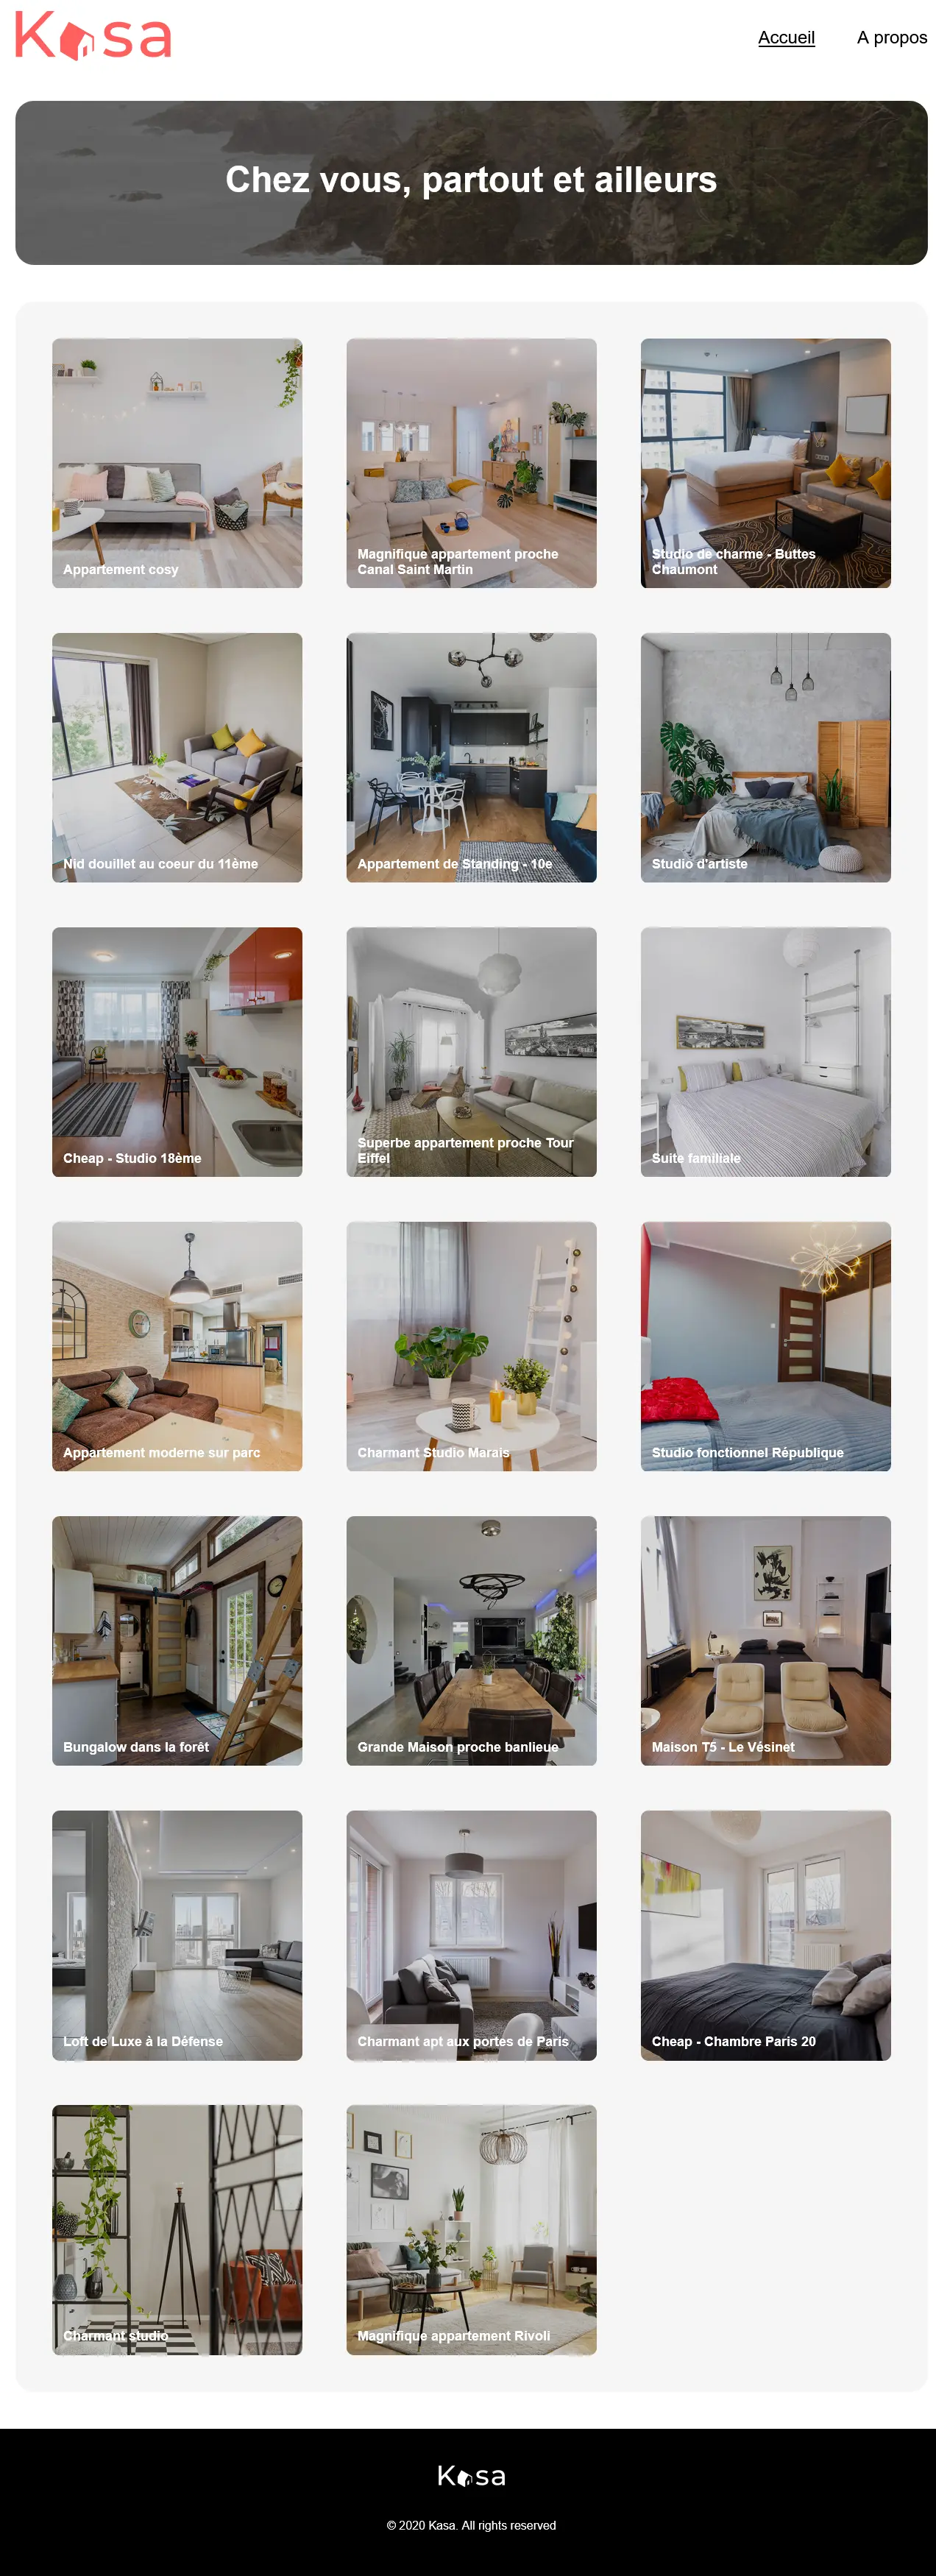 Kasa
Accueil
A propos
Chez vous, partout et ailleurs
Appartement cosy
Magnifique appartement proche
Canal Saint Martin
Studio de charme - Buttes
Chaumont
Nid douillet au coeur du 11ème
Appartement de Standing - 10e
Studio d'artiste
Cheap - Studio 18ème
Superbe appartement proche Tour
Eiffel
Suite familiale
Appartement moderne sur parc
Charmant Studio Marais
Studio fonctionnel République
Bungalow dans la forêt
Grande Maison proche banlieue
Maison T5 - Le Vésinet
Loft de Luxe à la Défense
Charmant apt aux portes de Paris
Cheap - Chambre Paris 20
Charmant studio
Magnifique appartement Rivoli
Kasa
© 2020 Kasa. All rights reserved